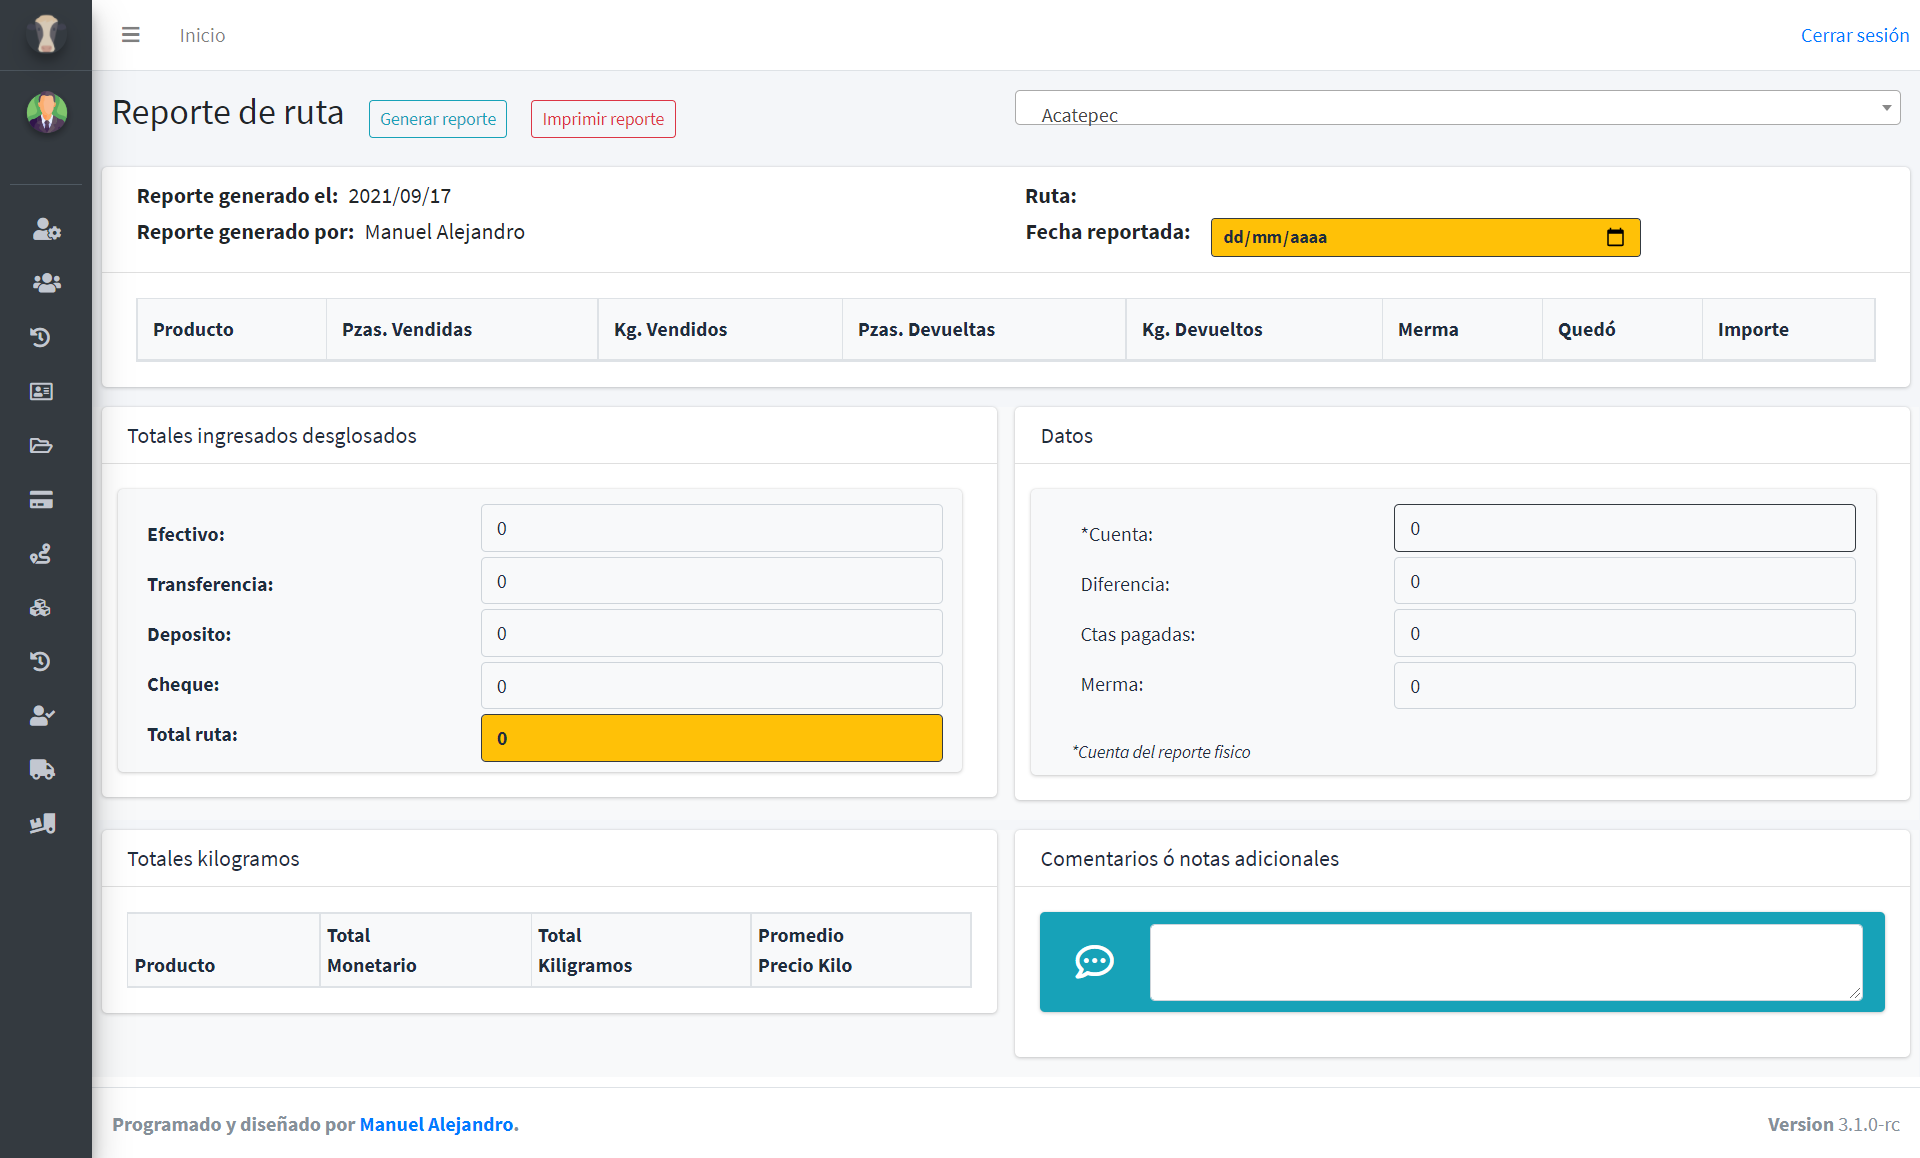 Inicio
Cerrar sesión
Reporte de ruta
Generar reporte
Imprimir reporte
Acatepec
Reporte generado el: 2021/09/17
Ruta:
Reporte generado por: Manuel Alejandro
Fecha reportada:
dd/mm/aaaa
Producto Pzas. Vendidas Kg. Vendidos Pzas. Devueltas Kg. Devueltos Merma Quedó Importe
Totales ingresados desglosados
Efectivo: 0
Transferencia: 0
Deposito: 0
Cheque: 0
Total ruta: 0
Datos
*Cuenta: 0
Diferencia: 0
Ctas pagadas: 0
Merma: 0
*Cuenta del reporte fisico
Totales kilogramos
Producto
Total
Monetario
Total
Kiligramos
Promedio
Precio Kilo
Comentarios ó notas adicionales
Programado y diseñado por Manuel Alejandro.
Version 3.1.0-rc